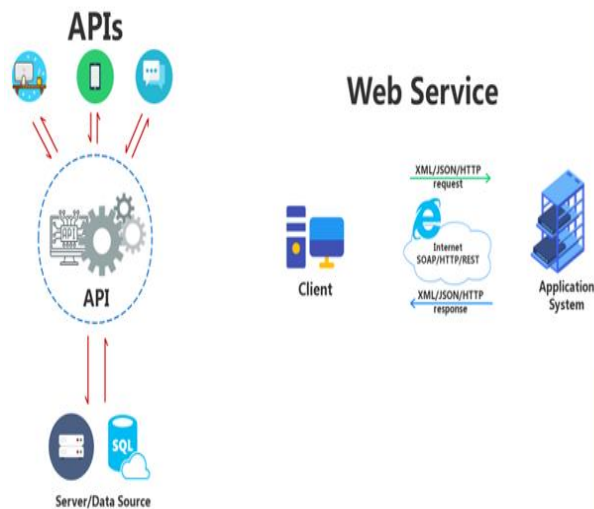 APIs
API
API
SQL
Server/Data Source
Web Service
XML/JSON/HTTP
request
Internet
SOAP/HTTP/REST
XML/JSON/HTTP
response
Client
Application
System